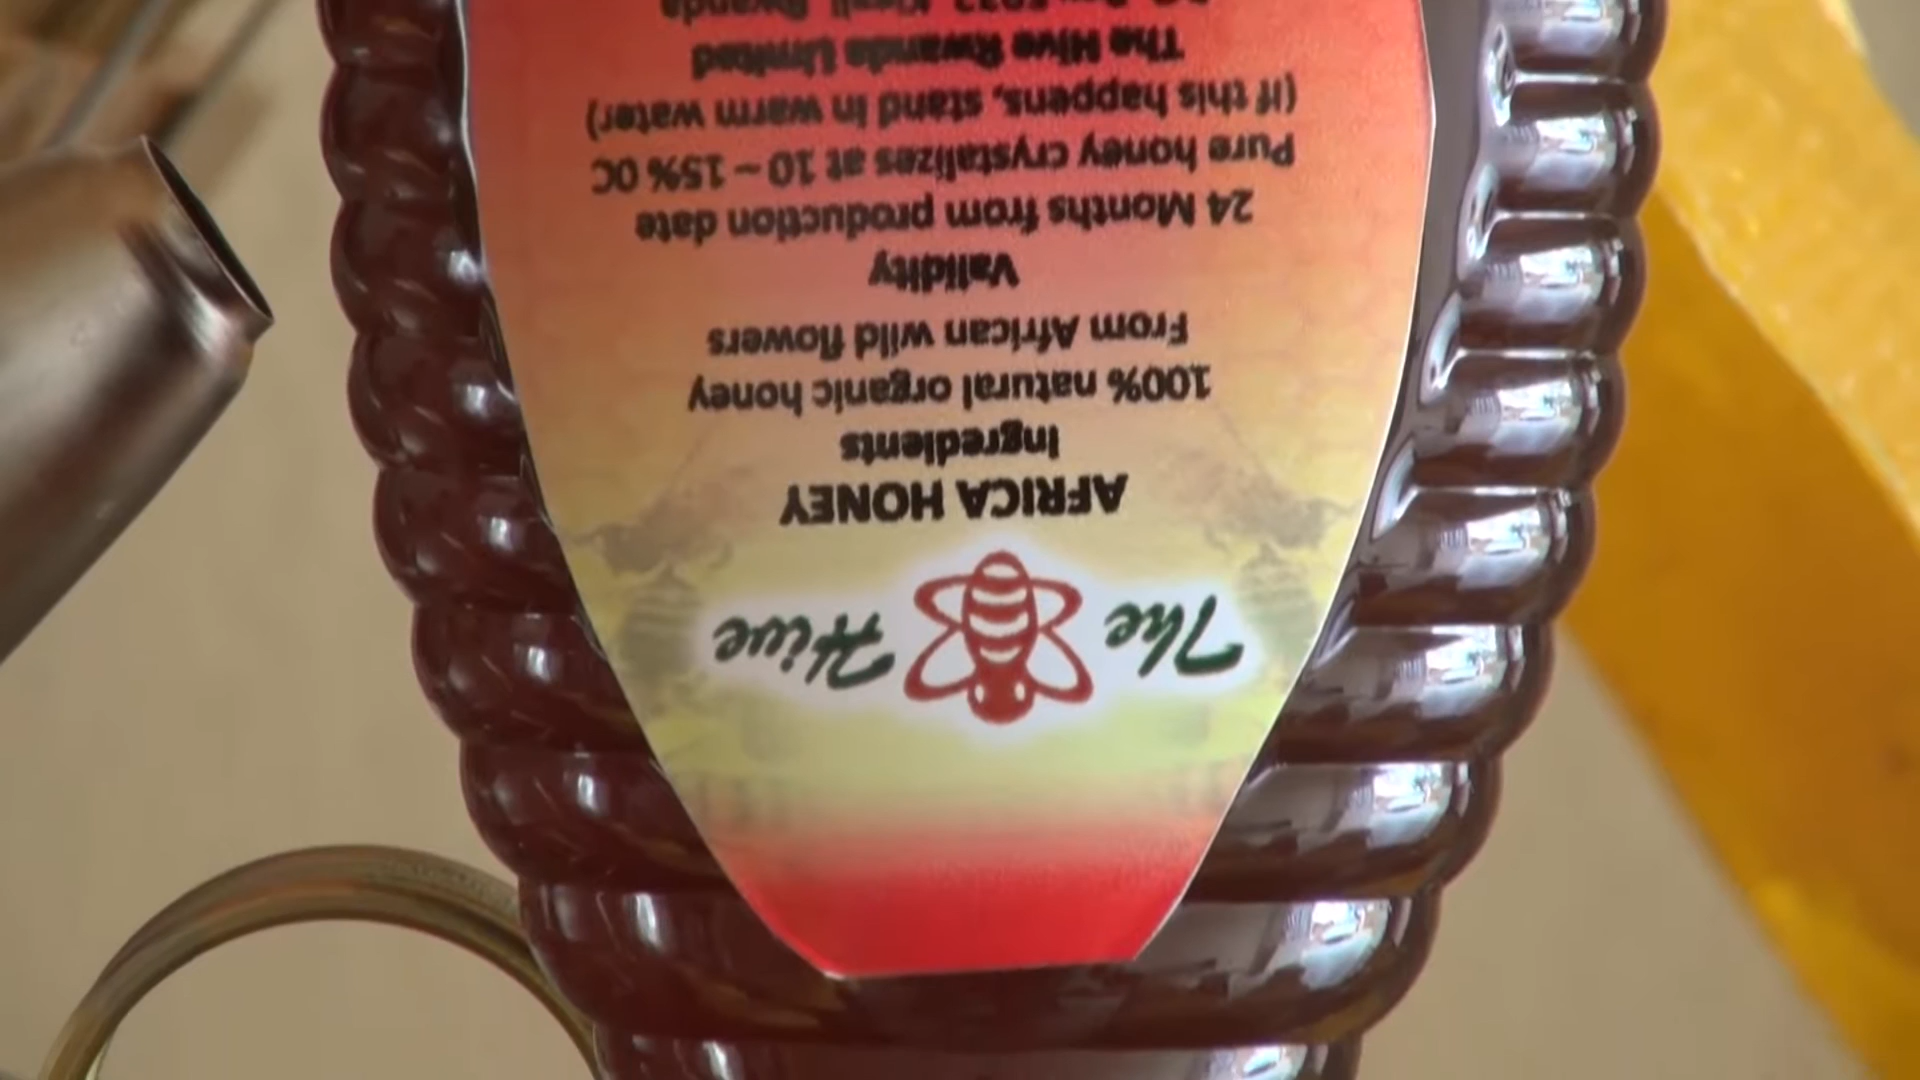 The Hive
AFRICA HONEY
Ingredients
100% natural organic honey
From African wild flowers
Validity
24 Months from production date
Pure honey crystalizes at 10 – 15% 0C
(if this happens, stand in warm water)
The Hive Rwanda Limited
5932, Kigali, Rwanda